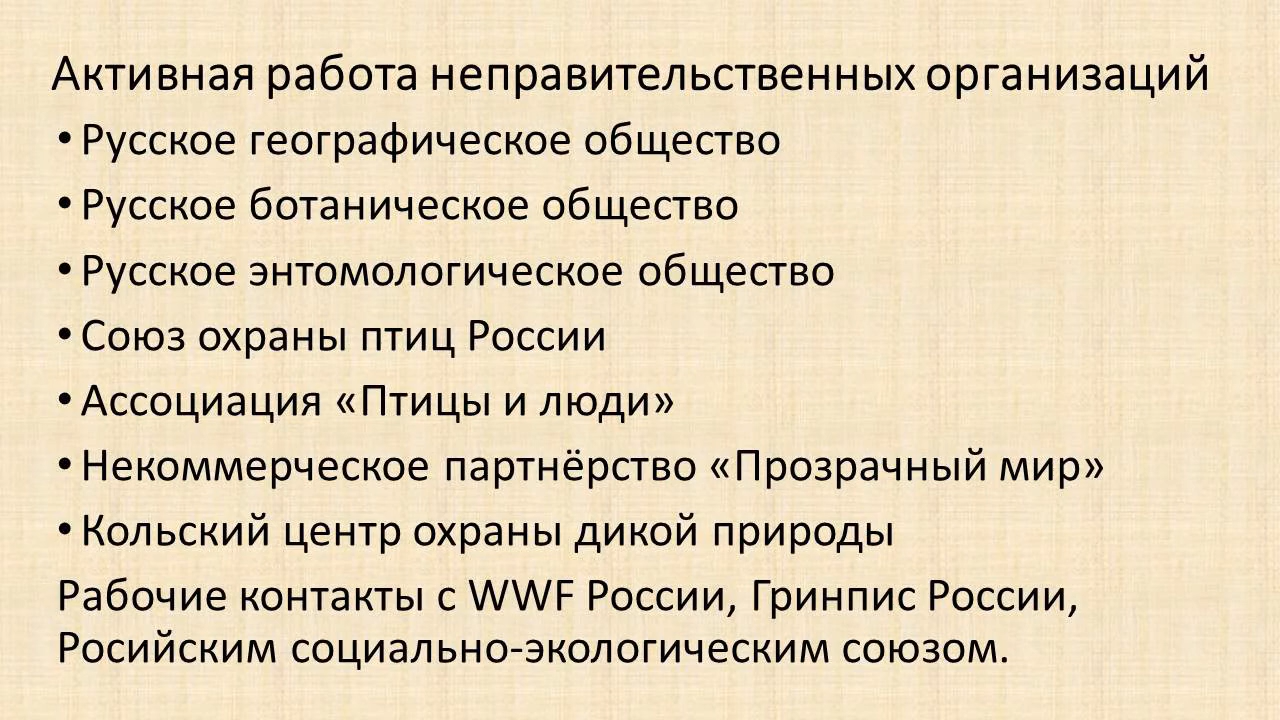 Активная работа неправительственных организаций
• Русское географическое общество
• Русское ботаническое общество
• Русское энтомологическое общество
• Союз охраны птиц России
• Ассоциация «Птицы и люди»
• Некоммерческое партнёрство «Прозрачный мир»
• Кольский центр охраны дикой природы
Рабочие контакты с WWF России, Гринпис России,
Росийским социально-экологическим союзом.